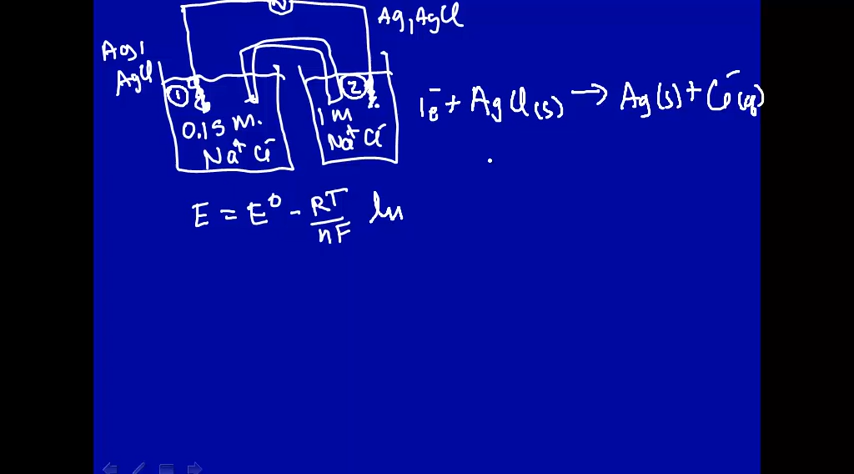 V
Ag, AgCl
Ag,
AgCl
① ②
0.15 M. 1 M
Na⁺ Cl⁻ Na⁺ Cl⁻
1e⁻ + AgCl(s) → Ag(s) + Cl⁻(aq)
E = E⁰ - RT/nF ln